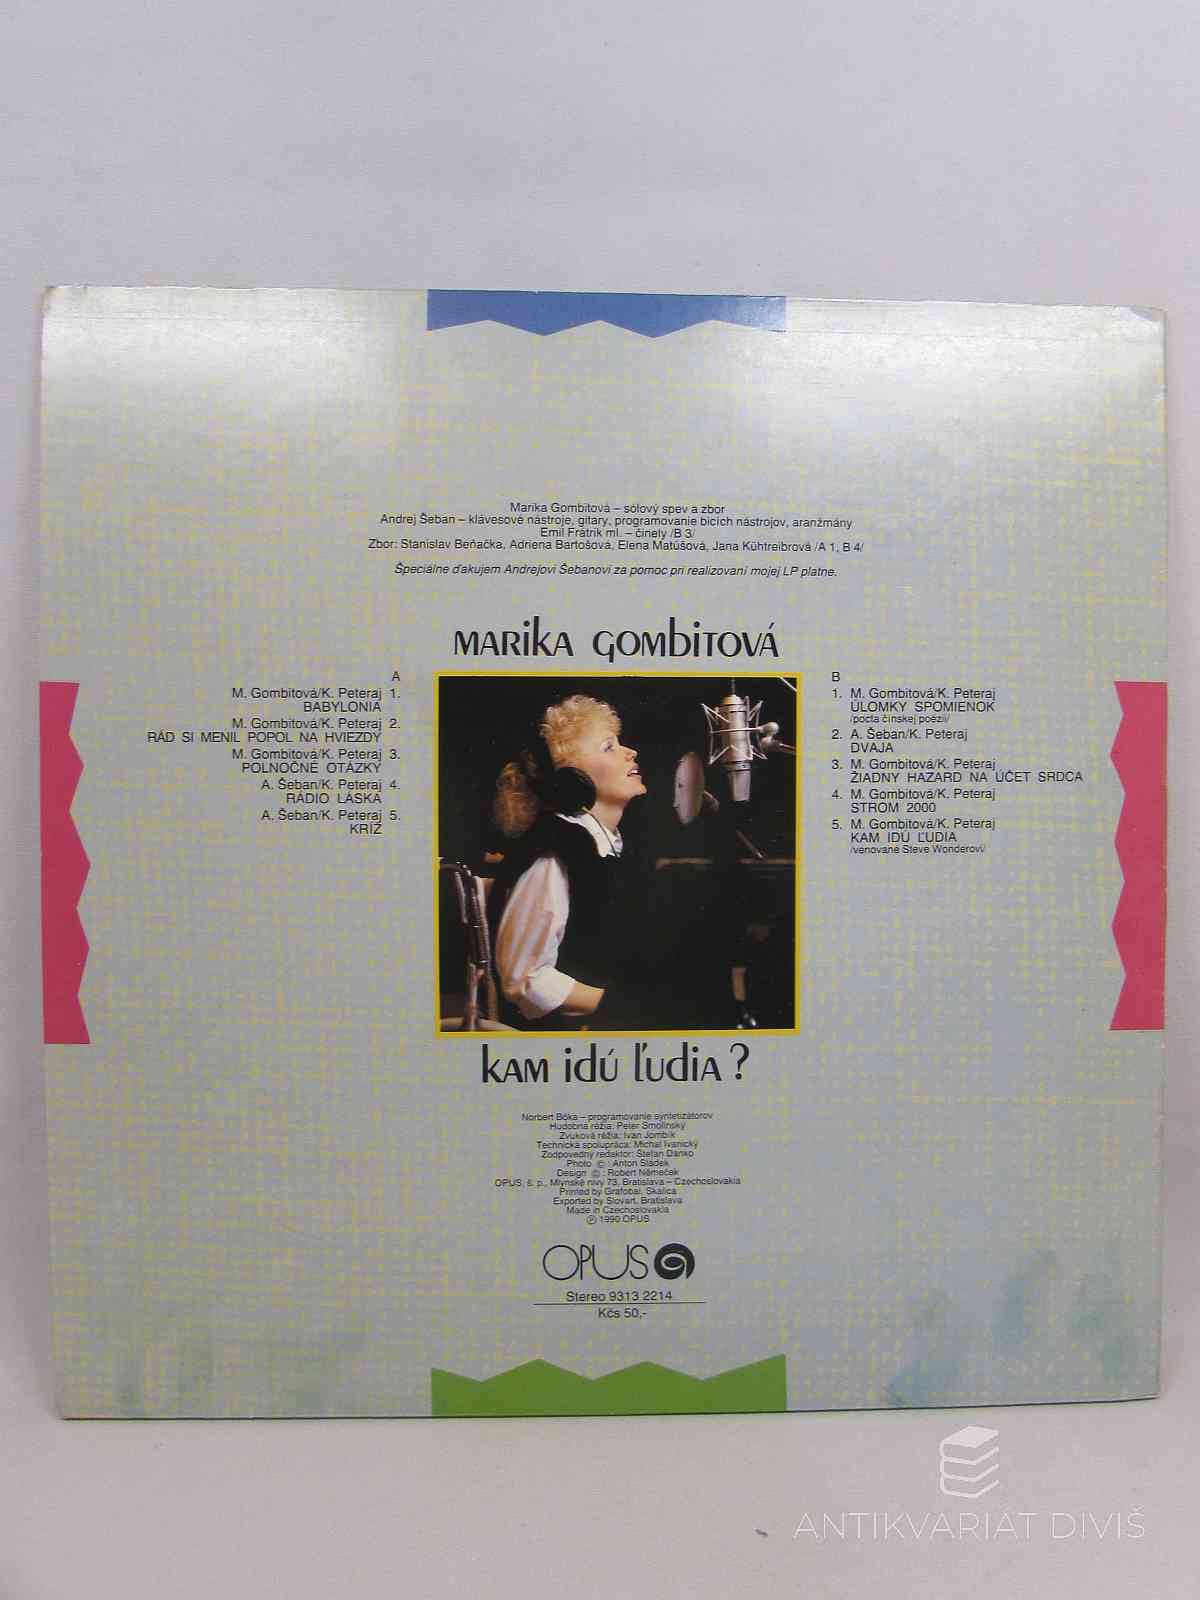 Marika Gombitová – sólový spev a zbor
Andrej Šeban – klávesové nástroje, gitary, programovanie bicích nástrojov, aranžmány
Emil Frátrik ml. – činely /B 3/
Zbor: Stanislav Beňačka, Adriena Bartošová, Elena Matúšová, Jana Kühtreibrová /A 1, B 4/
Špeciálne ďakujem Andrejovi Šebanovi za pomoc pri realizovaní mojej LP platne.
MARIKA GOMBITOVÁ
A
M. Gombitová/K. Peteraj 1.
BABYLONIA
M. Gombitová/K. Peteraj 2.
RÁD SI MENIL POPOL NA HVIEZDY
M. Gombitová/K. Peteraj 3.
POLNOČNÉ OTÁZKY
A. Šeban/K. Peteraj 4.
RÁDIO LÁSKA
A. Šeban/K. Peteraj 5.
KRÍŽ
B
1. M. Gombitová/K. Peteraj
ÚLOMKY SPOMIENOK
/pocta čínskej poézii/
2. A. Šeban/K. Peteraj
DVAJA
3. M. Gombitová/K. Peteraj
ŽIADNY HAZARD NA ÚČET SRDCA
4. M. Gombitová/K. Peteraj
STROM 2000
5. M. Gombitová/K. Peteraj
KAM IDÚ ĽUDIA
/venované Steve Wonderovi/
kam idú ľudia?
Norbert Bóka – programovanie syntetizátorov
Hudobná réžia: Peter Smolinský
Zvuková réžia: Ivan Jombík
Technická spolupráca: Michal Ivanický
Zodpovedný redaktor: Štefan Danko
Photo © : Anton Sládek
Design © : Robert Němeček
OPUS, š. p., Mlynské nivy 73, Bratislava – Czechoslovakia
Printed by Grafobal, Skalica
Exported by Slovart, Bratislava
Made in Czechoslovakia
℗ 1990 OPUS
OPUS
Stereo 9313 2214
Kčs 50,-
ANTIKVARIÁT DIVIŠ